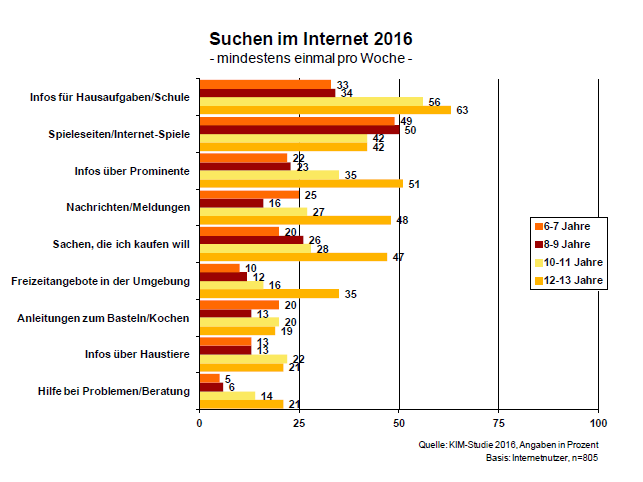 Suchen im Internet 2016
- mindestens einmal pro Woche -
Infos für Hausaufgaben/Schule
33
34
56
63
Spieleseiten/Internet-Spiele
49
50
42
42
Infos über Prominente
22
23
35
51
Nachrichten/Meldungen
25
16
27
48
Sachen, die ich kaufen will
20
26
28
47
Freizeitangebote in der Umgebung
10
12
16
35
Anleitungen zum Basteln/Kochen
20
13
20
19
Infos über Haustiere
13
13
22
21
Hilfe bei Problemen/Beratung
5
6
14
21
6-7 Jahre
8-9 Jahre
10-11 Jahre
12-13 Jahre
0 25 50 75 100
Quelle: KIM-Studie 2016, Angaben in Prozent
Basis: Internetnutzer, n=805